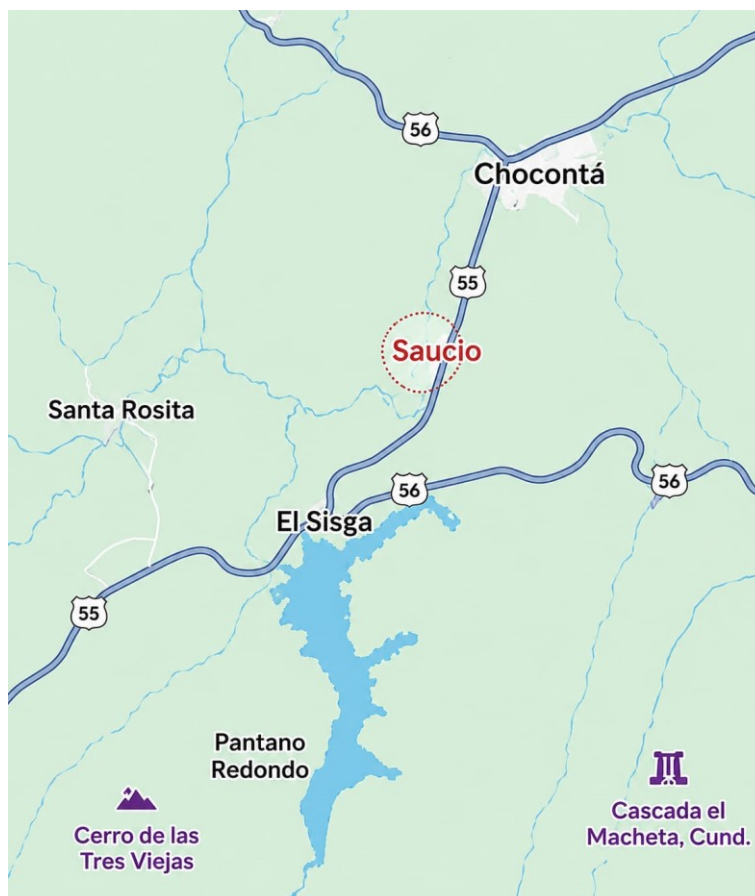 56
Chocontá
55
Saucio
Santa Rosita
56
56
El Sisga
55
Pantano
Redondo
Cerro de las
Tres Viejas
Cascada el
Macheta, Cund.